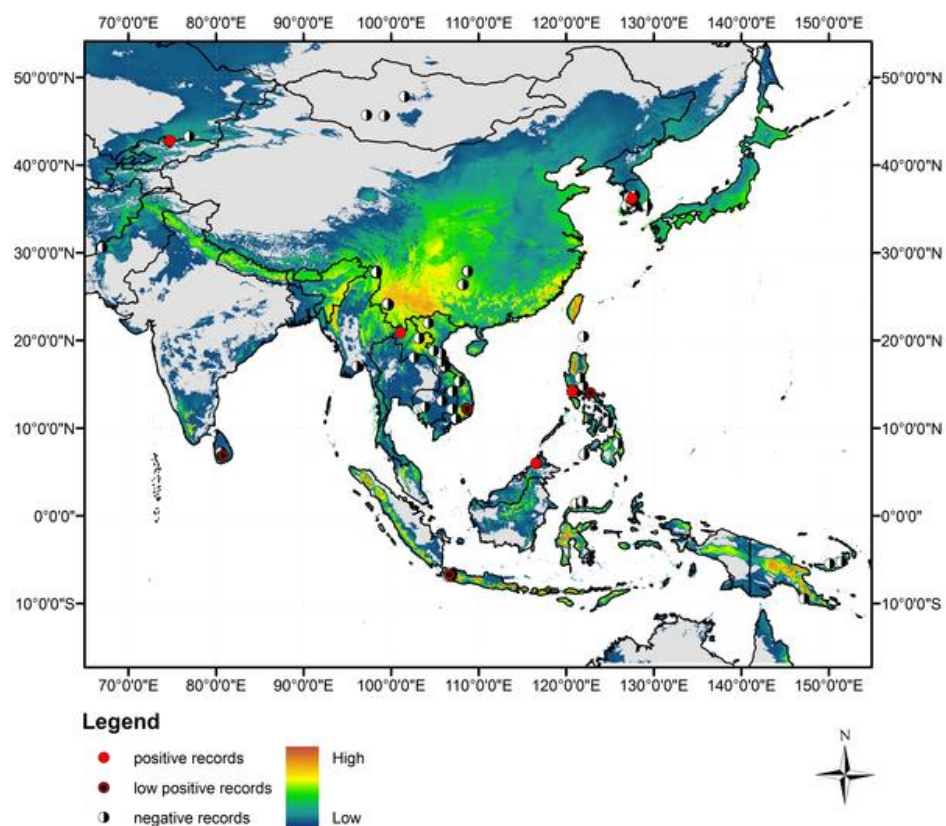 70°0'0"E 80°0'0"E 90°0'0"E 100°0'0"E 110°0'0"E 120°0'0"E 130°0'0"E 140°0'0"E 150°0'0"E
50°0'0"N 50°0'0"N
40°0'0"N 40°0'0"N
30°0'0"N 30°0'0"N
20°0'0"N 20°0'0"N
10°0'0"N 10°0'0"N
0°0'0" 0°0'0"
10°0'0"S 10°0'0"S
70°0'0"E 80°0'0"E 90°0'0"E 100°0'0"E 110°0'0"E 120°0'0"E 130°0'0"E 140°0'0"E 150°0'0"E
Legend
positive records High
low positive records
negative records Low
N